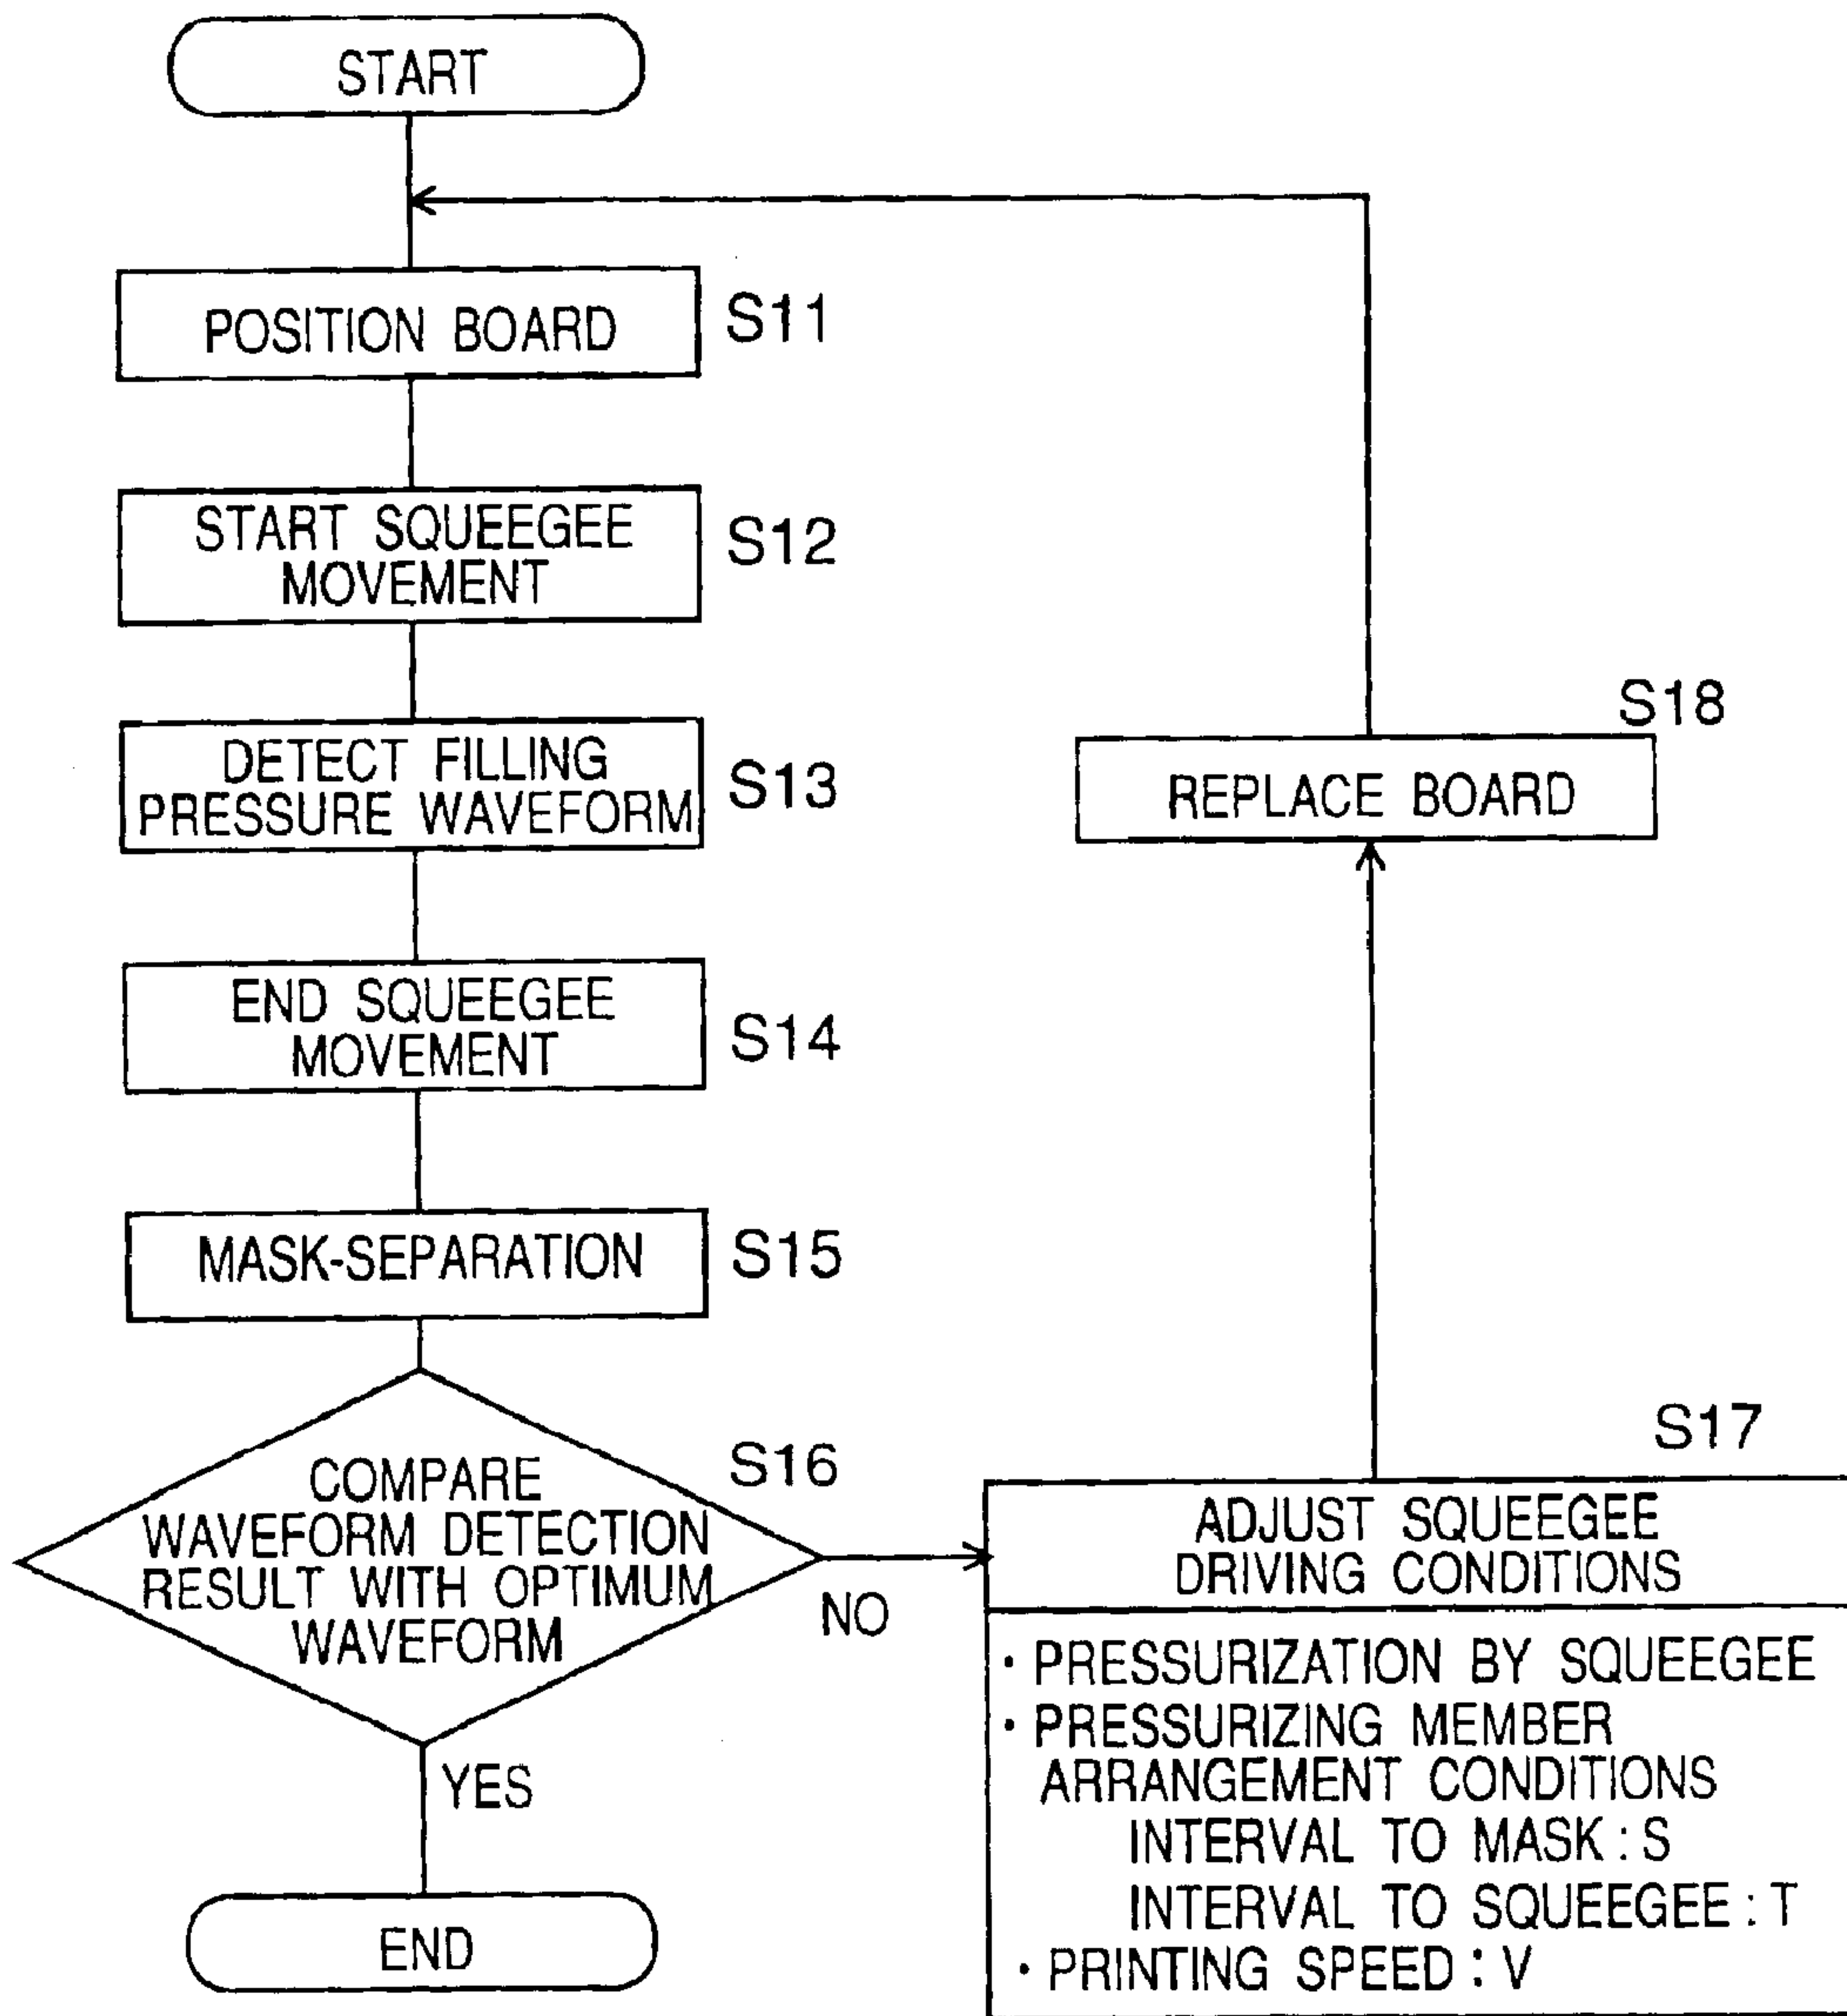 START
POSITION BOARD
S11
START SQUEEGEE
MOVEMENT
S12
DETECT FILLING
PRESSURE WAVEFORM
S13
END SQUEEGEE
MOVEMENT
S14
MASK-SEPARATION
S15
COMPARE
WAVEFORM DETECTION
RESULT WITH OPTIMUM
WAVEFORM
S16
NO
YES
END
S17
ADJUST SQUEEGEE
DRIVING CONDITIONS
· PRESSURIZATION BY SQUEEGEE
· PRESSURIZING MEMBER
ARRANGEMENT CONDITIONS
INTERVAL TO MASK : S
INTERVAL TO SQUEEGEE : T
· PRINTING SPEED : V
S18
REPLACE BOARD